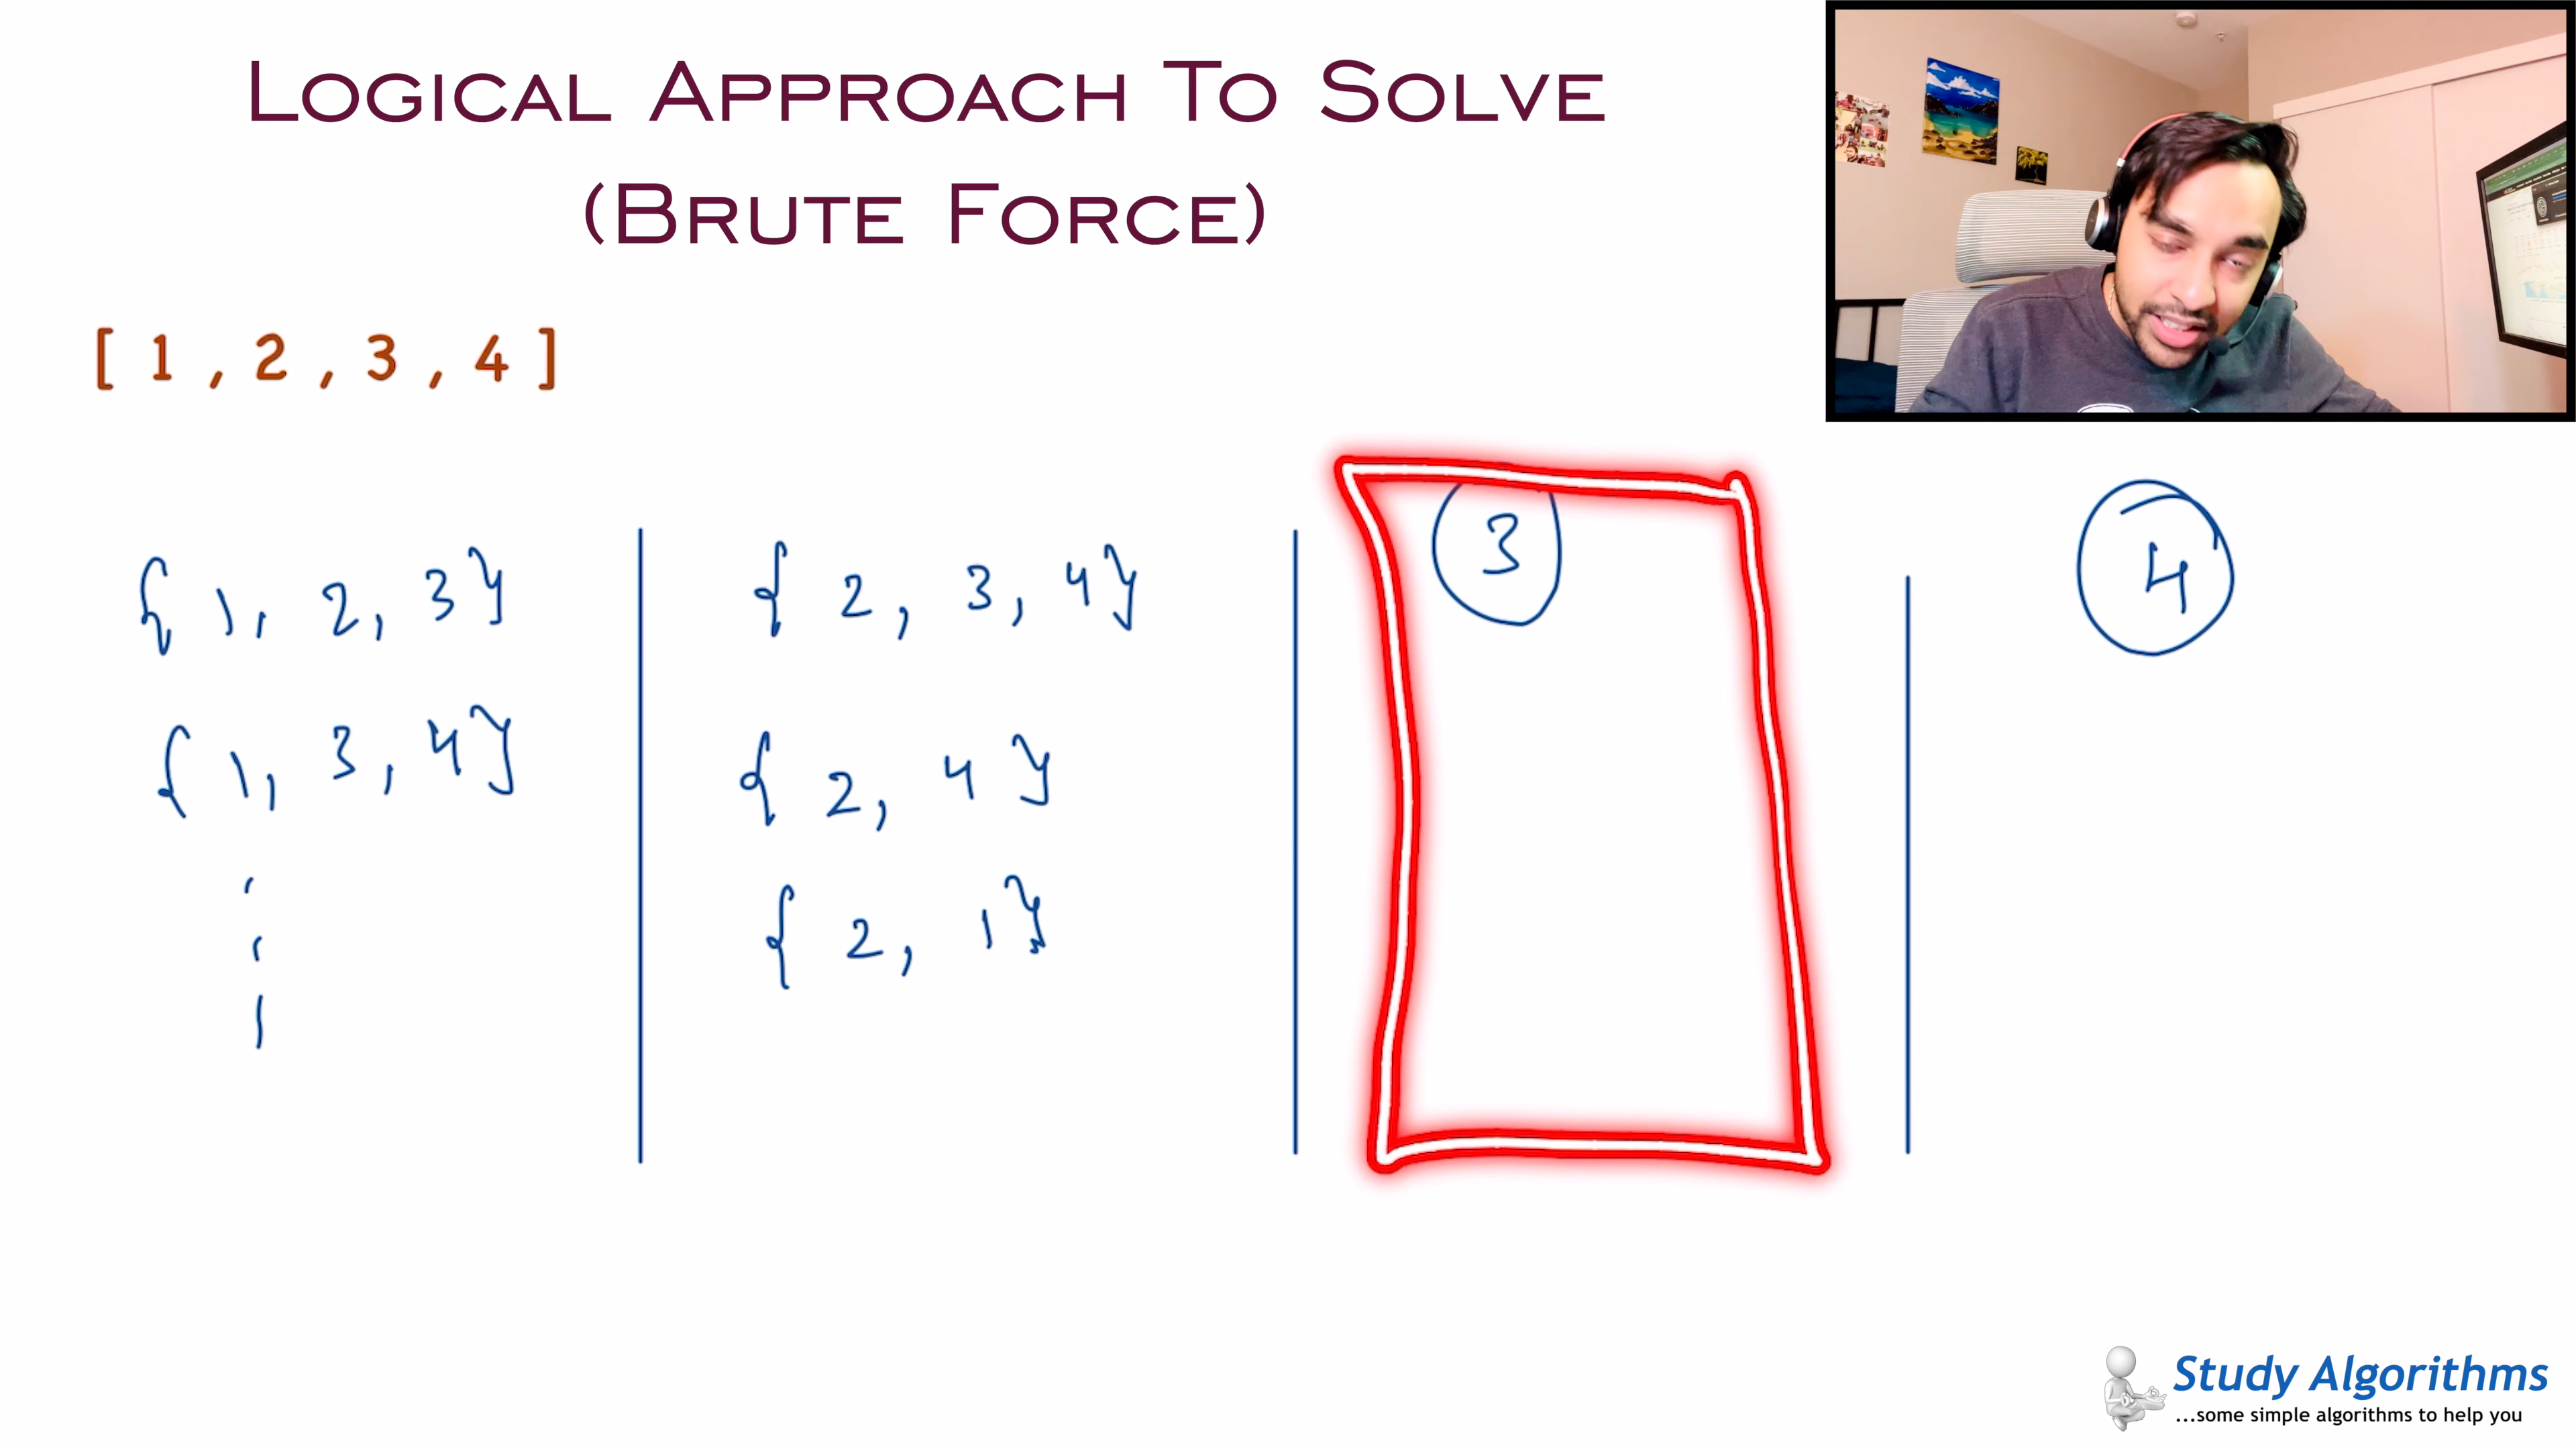 LOGICAL APPROACH TO SOLVE
(BRUTE FORCE)
[ 1 , 2 , 3 , 4 ]
{ 1, 2, 3 }
{ 1, 3, 4 }
{ 2, 3, 4 }
{ 2, 4 }
{ 2, 1 }
3
4
Study Algorithms
...some simple algorithms to help you